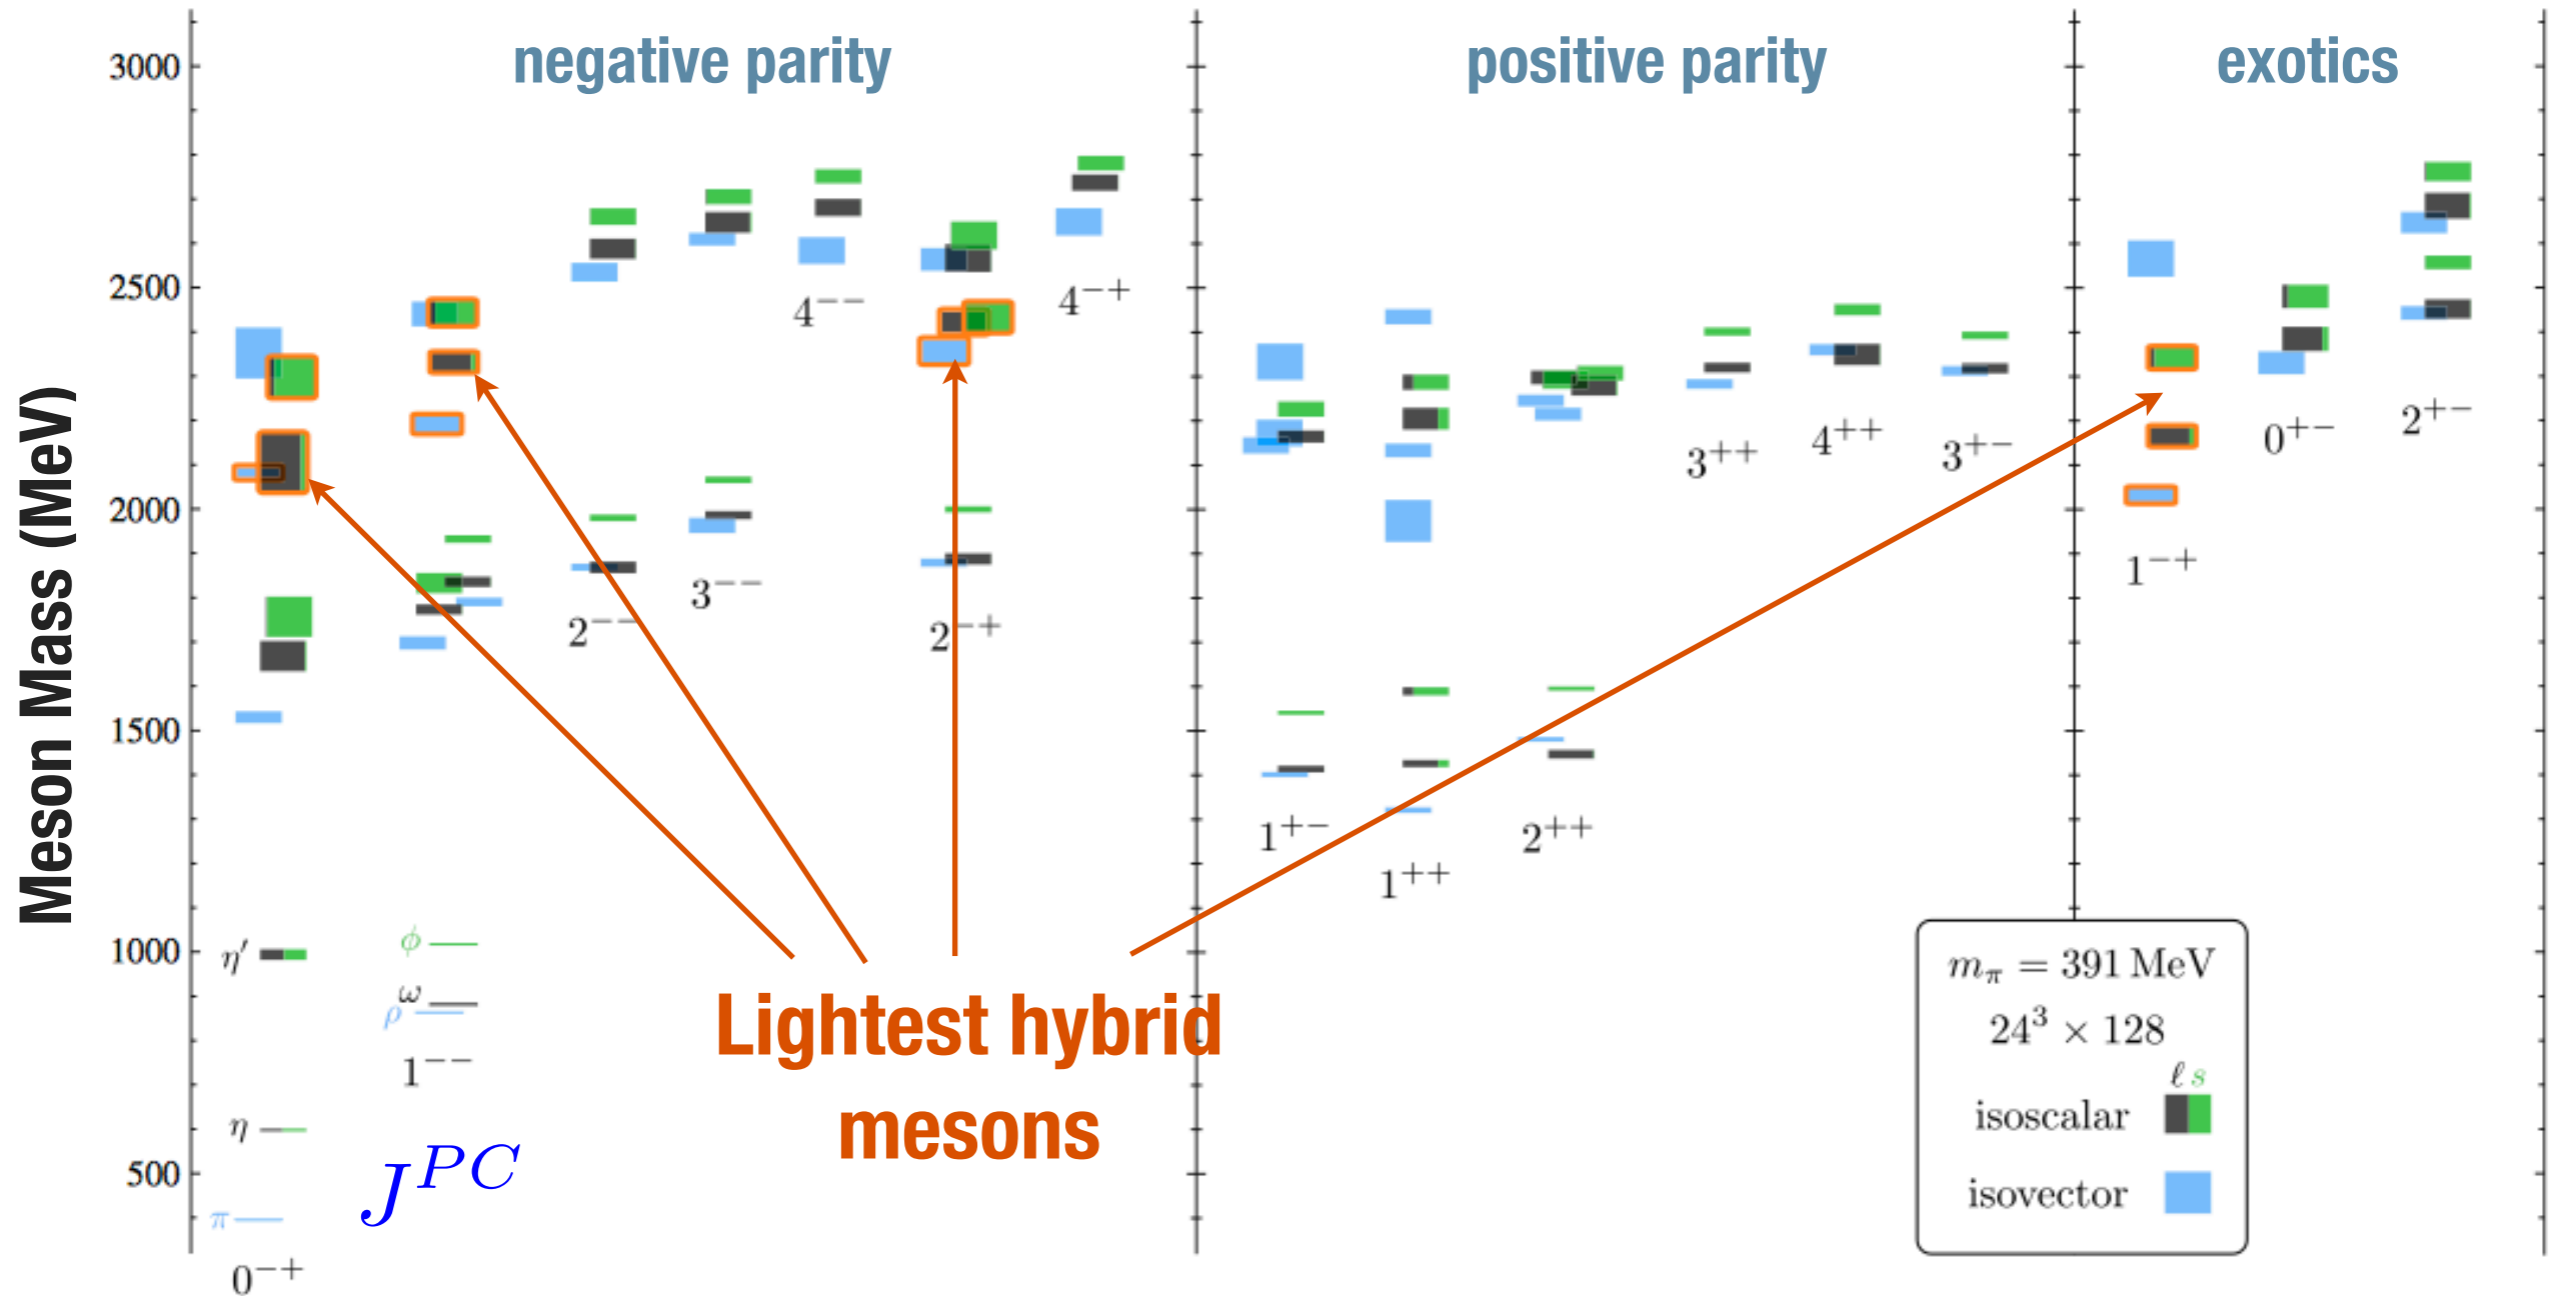 negative parity
positive parity
exotics
Meson Mass (MeV)
3000
2500
2000
1500
1000
500
4⁻⁻
4⁻⁺
2⁻⁻
3⁻⁻
2⁻⁺
3⁺⁺
4⁺⁺
3⁺⁻
0⁺⁻
2⁺⁻
1⁻⁺
1⁺⁻
1⁺⁺
2⁺⁺
η′
ϕ
ω
ρ
1⁻⁻
η
π
0⁻⁺
J^{PC}
Lightest hybrid
mesons
m_π = 391 MeV
24³ × 128
ℓ s
isoscalar
isovector